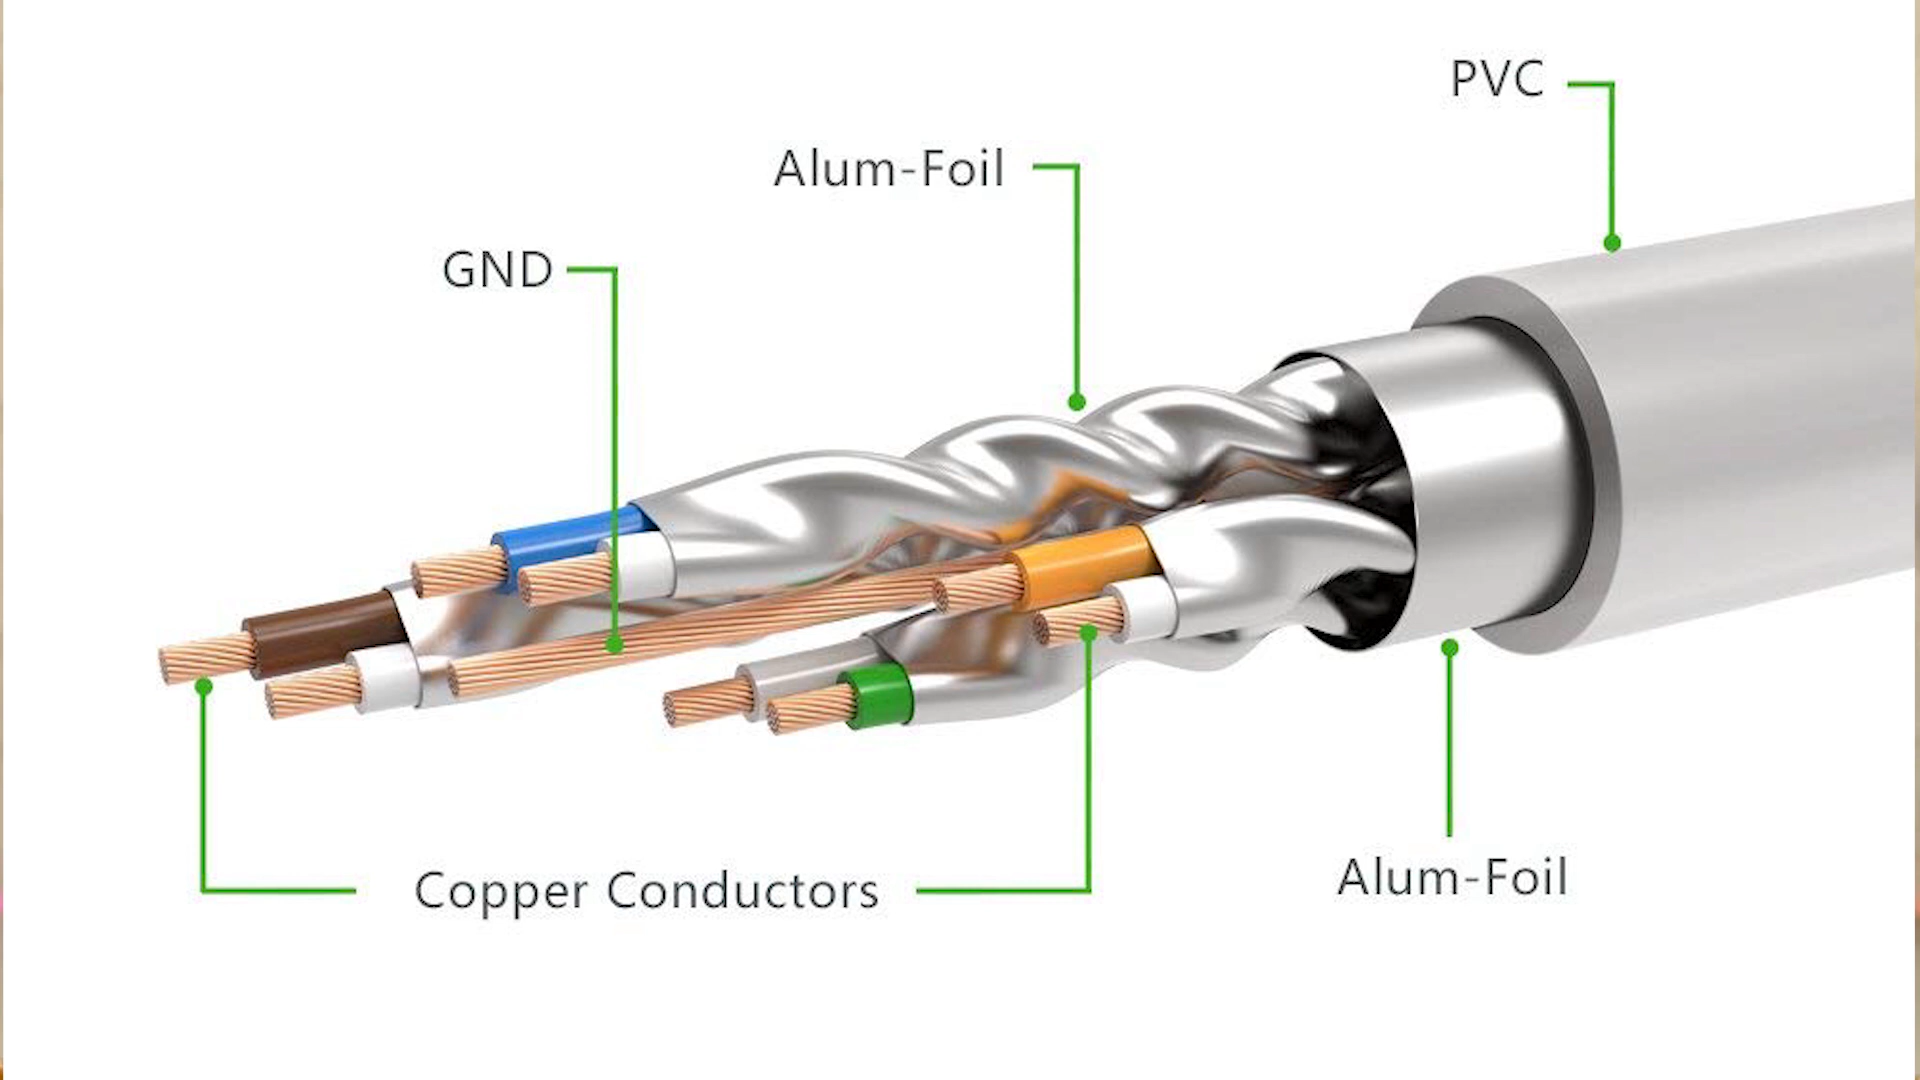 PVC
Alum-Foil
GND
Copper Conductors
Alum-Foil